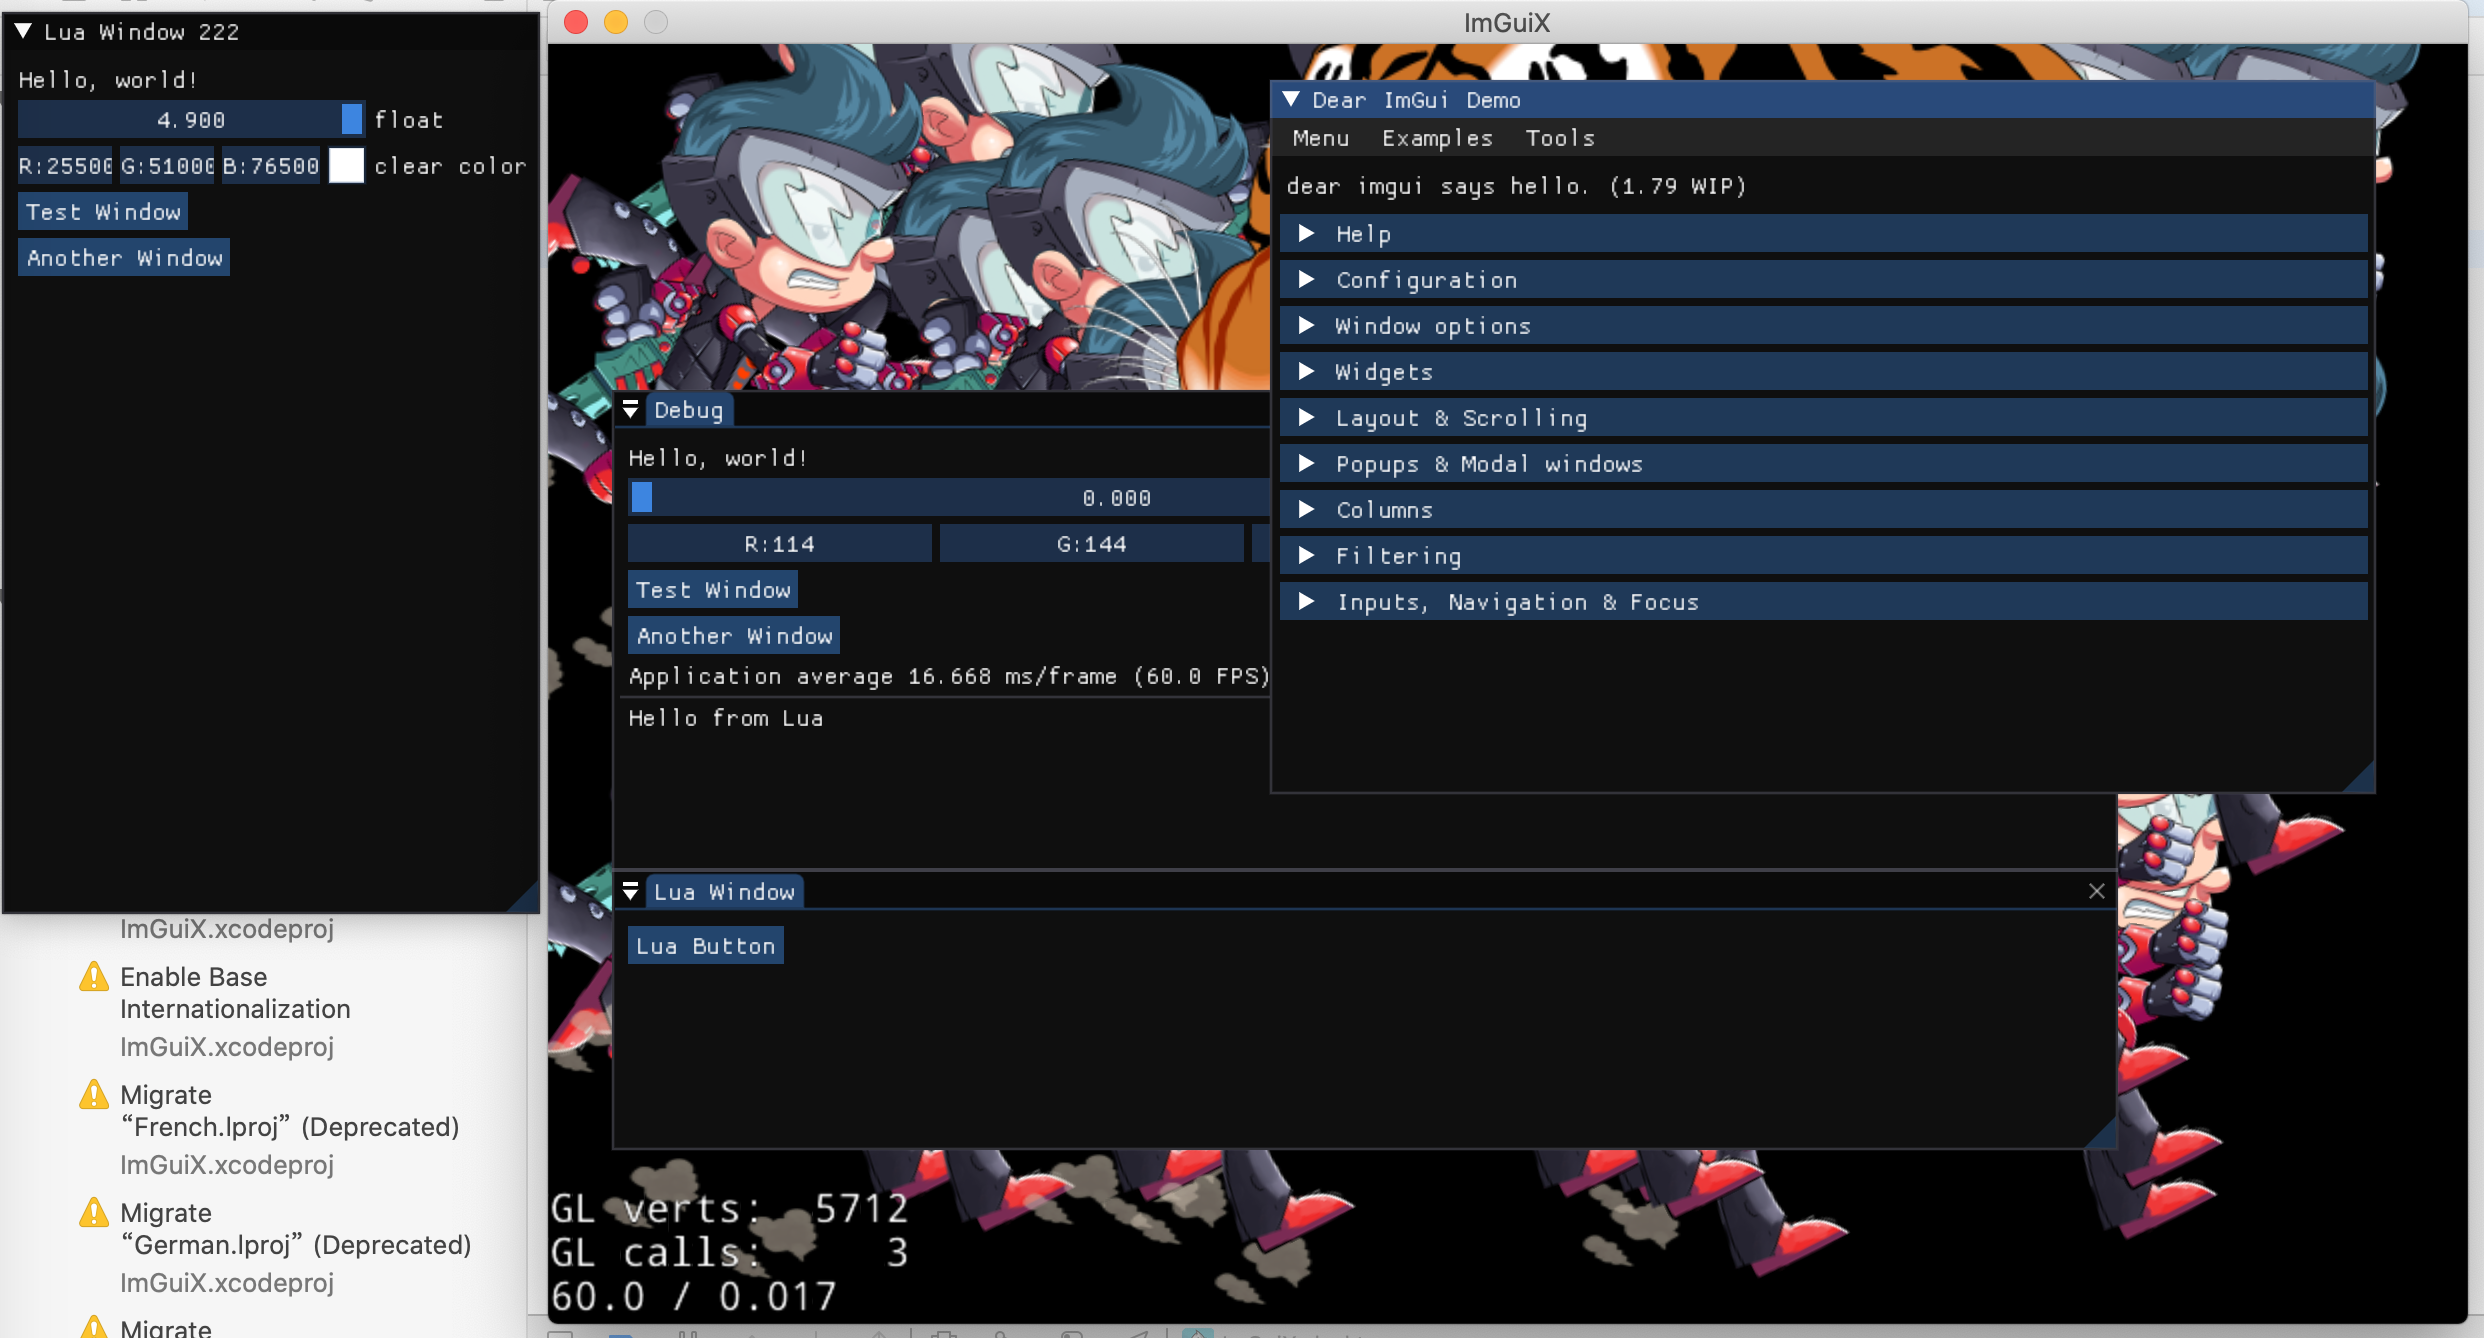 Lua Window 222
Hello, world!
4.900 float
R:25500 G:51000 B:76500 clear color
Test Window
Another Window
ImGuiX.xcodeproj
Enable Base
Internationalization
ImGuiX.xcodeproj
Migrate
“French.lproj” (Deprecated)
ImGuiX.xcodeproj
Migrate
“German.lproj” (Deprecated)
ImGuiX.xcodeproj
Migrate
ImGuiX
Dear ImGui Demo
Menu Examples Tools
dear imgui says hello. (1.79 WIP)
Help
Configuration
Window options
Widgets
Layout & Scrolling
Popups & Modal windows
Columns
Filtering
Inputs, Navigation & Focus
Debug
Hello, world!
0.000
R:114 G:144
Test Window
Another Window
Application average 16.668 ms/frame (60.0 FPS)
Hello from Lua
Lua Window
Lua Button
GL verts: 5712
GL calls: 3
60.0 / 0.017